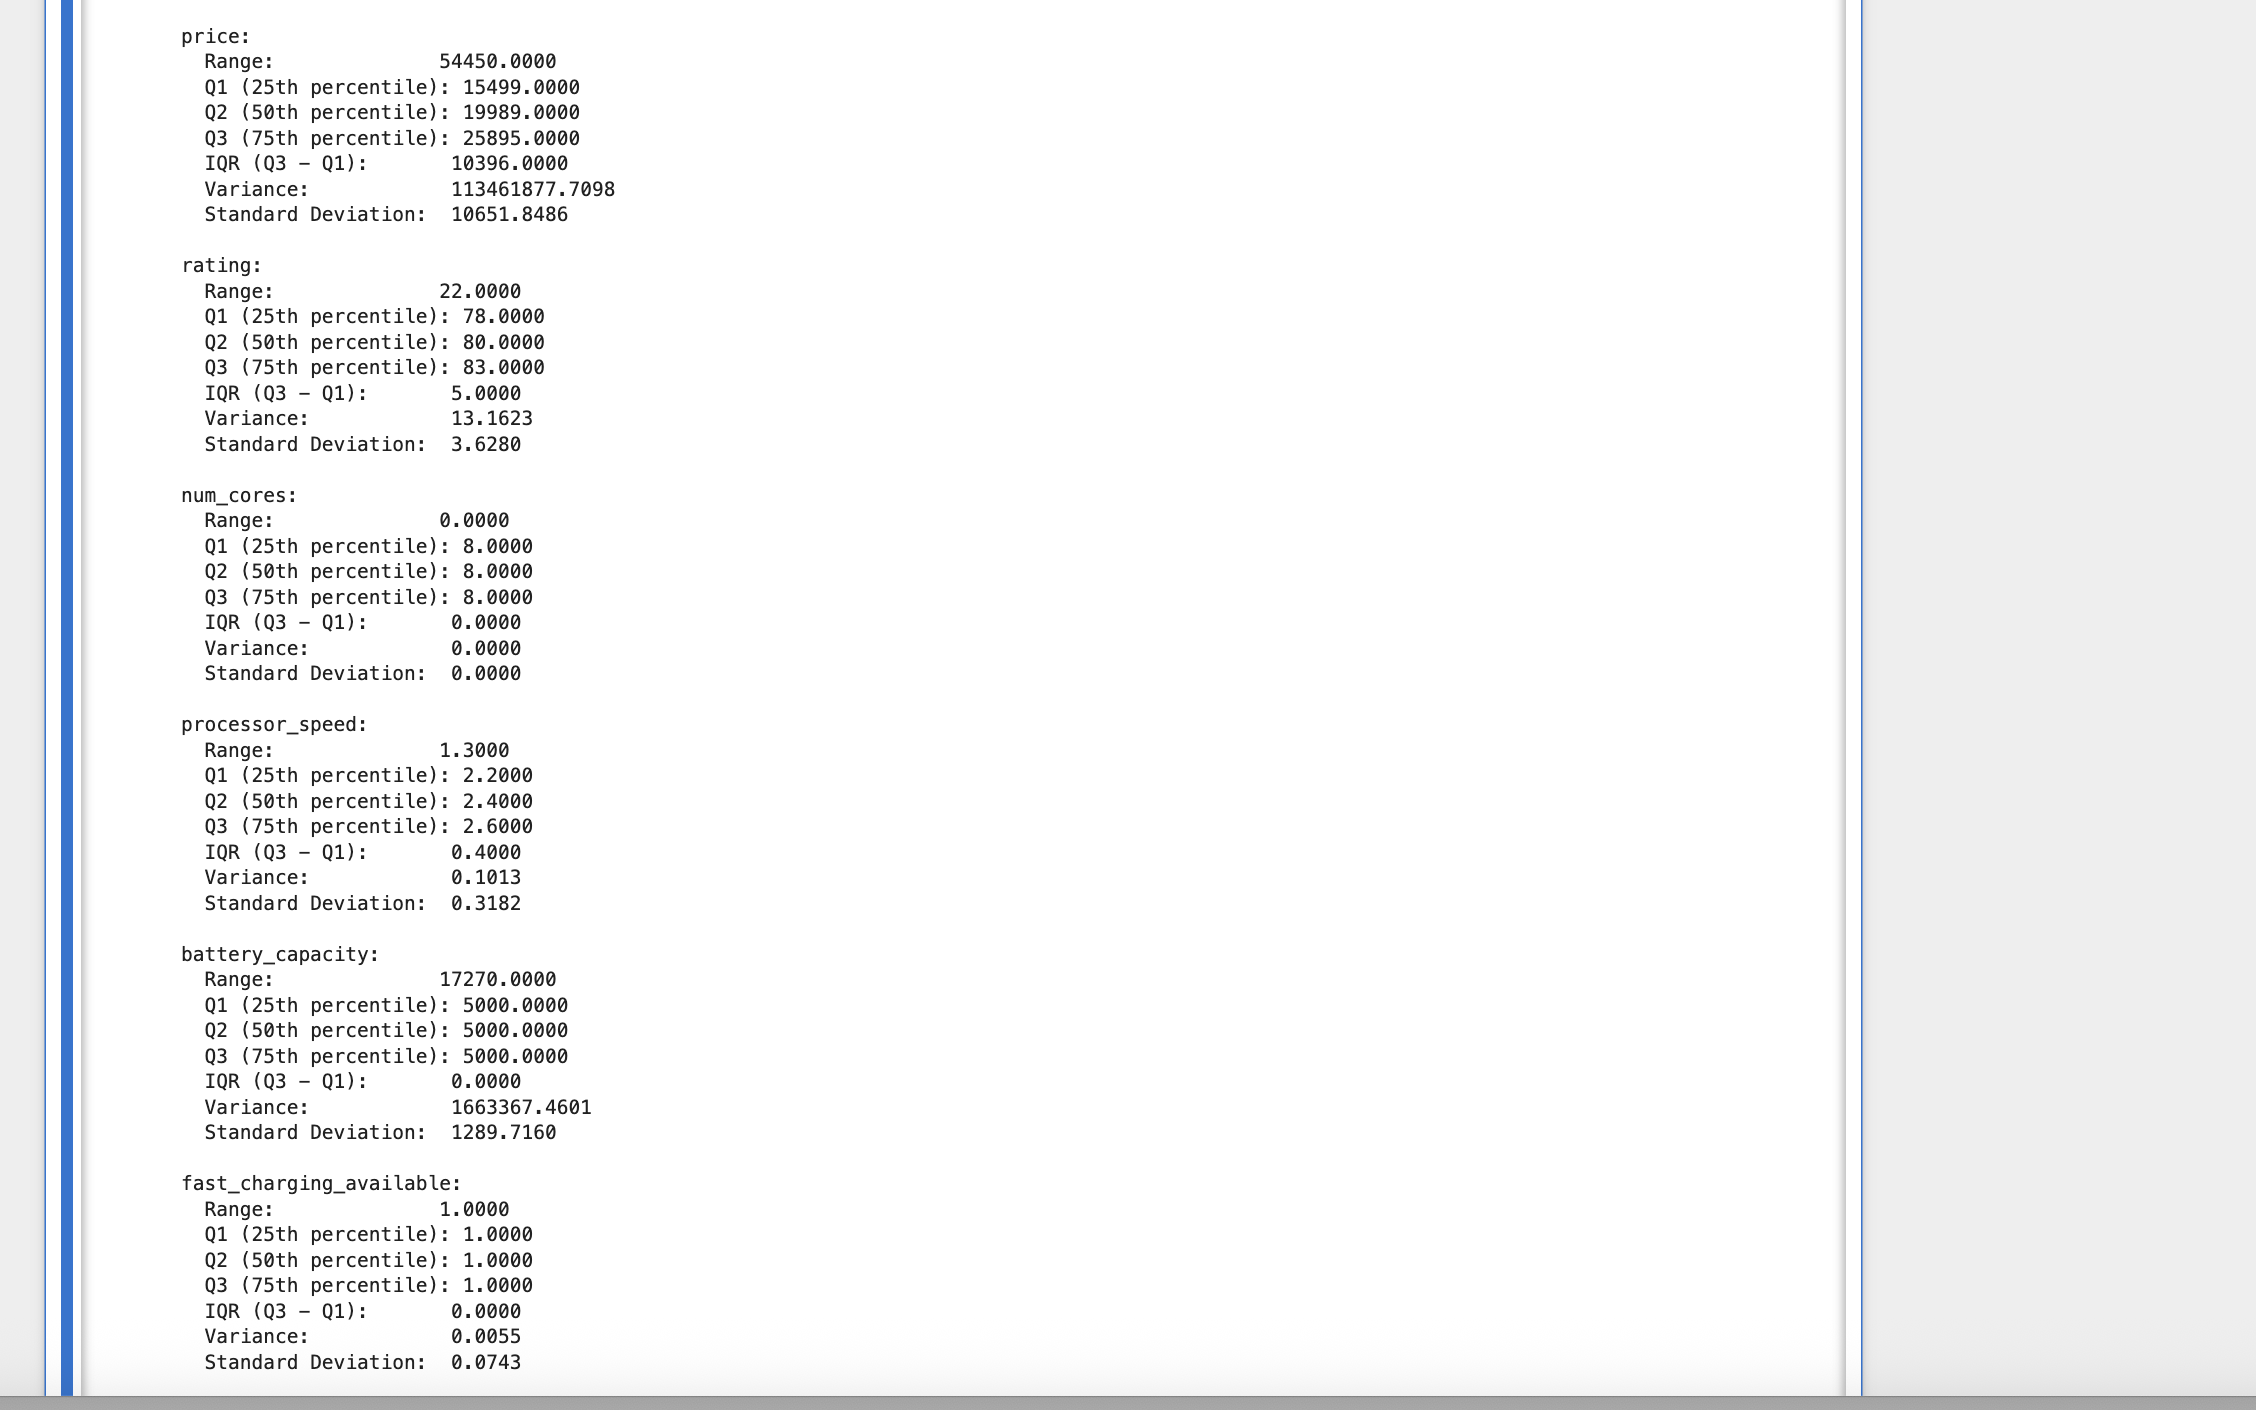 price:
Range: 54450.0000
Q1 (25th percentile): 15499.0000
Q2 (50th percentile): 19989.0000
Q3 (75th percentile): 25895.0000
IQR (Q3 − Q1): 10396.0000
Variance: 113461877.7098
Standard Deviation: 10651.8486
rating:
Range: 22.0000
Q1 (25th percentile): 78.0000
Q2 (50th percentile): 80.0000
Q3 (75th percentile): 83.0000
IQR (Q3 − Q1): 5.0000
Variance: 13.1623
Standard Deviation: 3.6280
num_cores:
Range: 0.0000
Q1 (25th percentile): 8.0000
Q2 (50th percentile): 8.0000
Q3 (75th percentile): 8.0000
IQR (Q3 − Q1): 0.0000
Variance: 0.0000
Standard Deviation: 0.0000
processor_speed:
Range: 1.3000
Q1 (25th percentile): 2.2000
Q2 (50th percentile): 2.4000
Q3 (75th percentile): 2.6000
IQR (Q3 − Q1): 0.4000
Variance: 0.1013
Standard Deviation: 0.3182
battery_capacity:
Range: 17270.0000
Q1 (25th percentile): 5000.0000
Q2 (50th percentile): 5000.0000
Q3 (75th percentile): 5000.0000
IQR (Q3 − Q1): 0.0000
Variance: 1663367.4601
Standard Deviation: 1289.7160
fast_charging_available:
Range: 1.0000
Q1 (25th percentile): 1.0000
Q2 (50th percentile): 1.0000
Q3 (75th percentile): 1.0000
IQR (Q3 − Q1): 0.0000
Variance: 0.0055
Standard Deviation: 0.0743